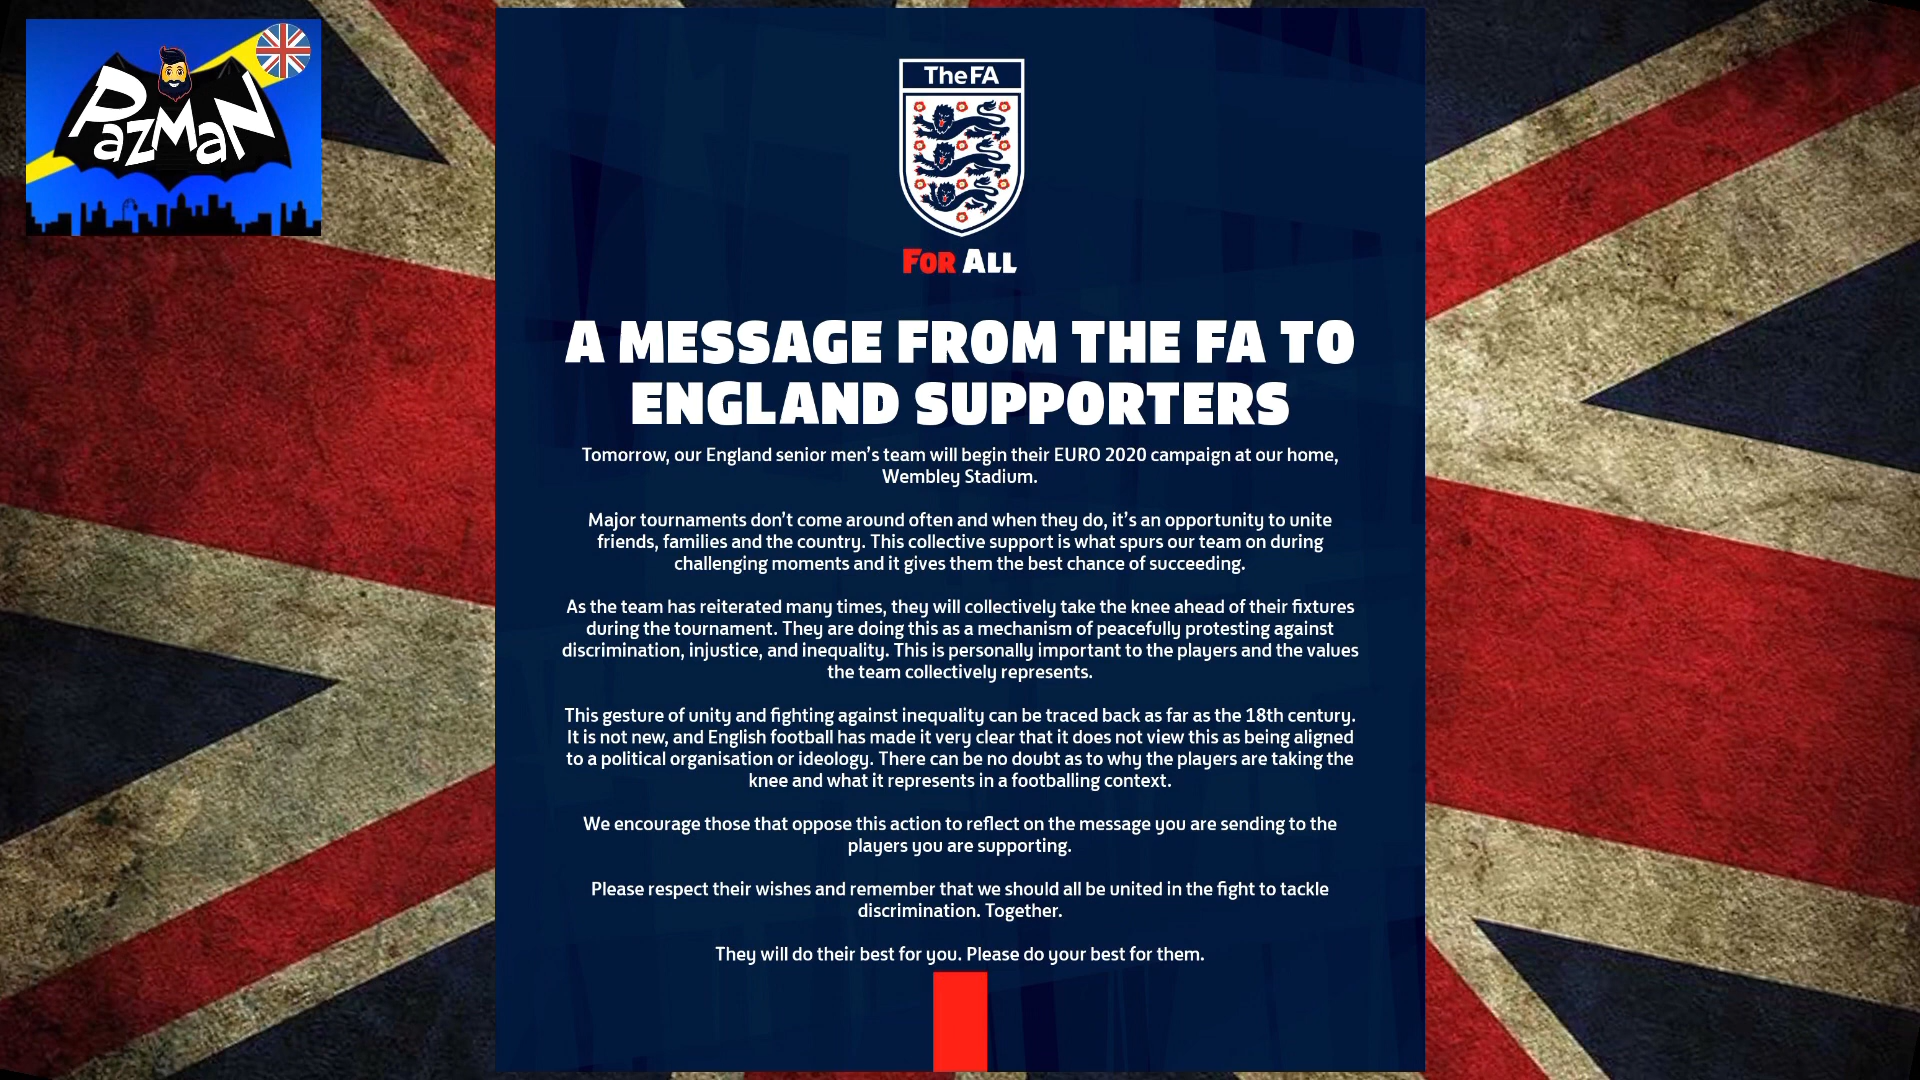 PazMaN
TheFA
FOR ALL
A MESSAGE FROM THE FA TO
ENGLAND SUPPORTERS
Tomorrow, our England senior men's team will begin their EURO 2020 campaign at our home,
Wembley Stadium.
Major tournaments don't come around often and when they do, it's an opportunity to unite
friends, families and the country. This collective support is what spurs our team on during
challenging moments and it gives them the best chance of succeeding.
As the team has reiterated many times, they will collectively take the knee ahead of their fixtures
during the tournament. They are doing this as a mechanism of peacefully protesting against
discrimination, injustice, and inequality. This is personally important to the players and the values
the team collectively represents.
This gesture of unity and fighting against inequality can be traced back as far as the 18th century.
It is not new, and English football has made it very clear that it does not view this as being aligned
to a political organisation or ideology. There can be no doubt as to why the players are taking the
knee and what it represents in a footballing context.
We encourage those that oppose this action to reflect on the message you are sending to the
players you are supporting.
Please respect their wishes and remember that we should all be united in the fight to tackle
discrimination. Together.
They will do their best for you. Please do your best for them.